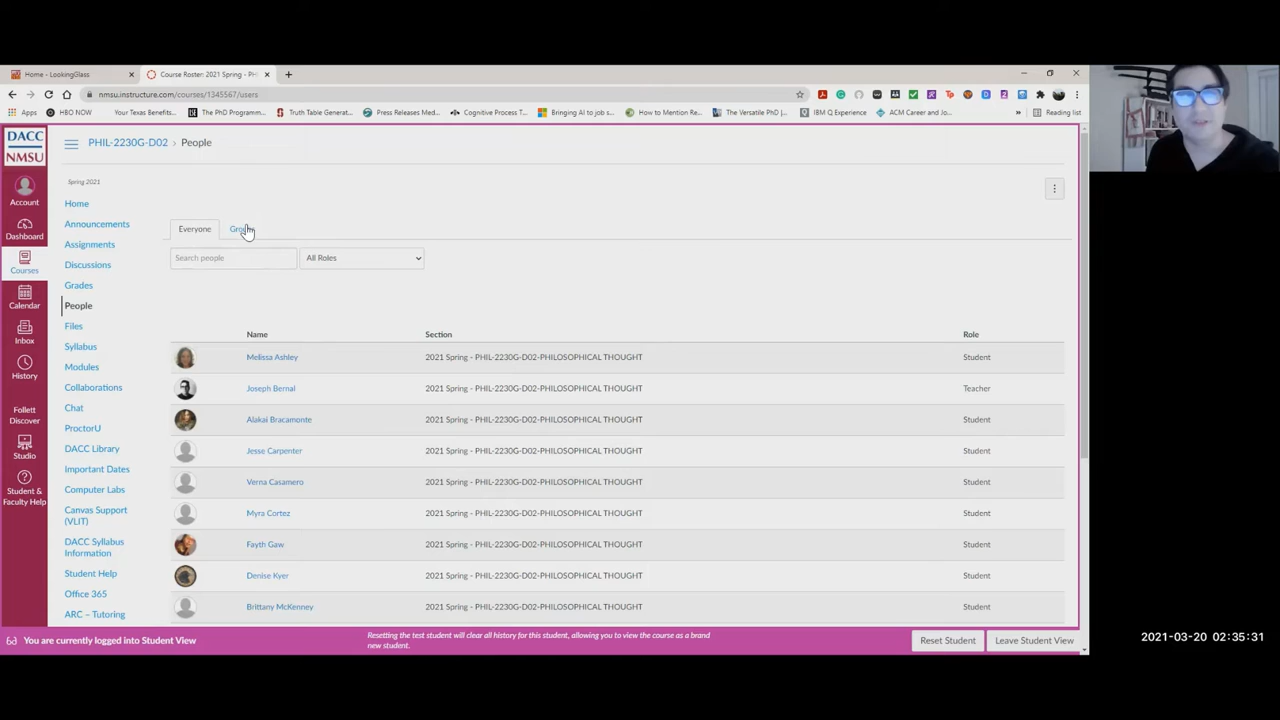 Home - LookingGlass
Course Roster: 2021 Spring - PHI
nmsu.instructure.com/courses/1345567/users
Apps
HBO NOW
Your Texas Benefits...
The PhD Programm...
Truth Table Generat...
Press Releases Med...
Cognitive Process T...
Bringing AI to job s...
How to Mention Re...
The Versatile PhD |...
IBM Q Experience
ACM Career and Jo...
»
Reading list
DACC
NMSU
Account
Dashboard
Courses
Calendar
Inbox
History
Follett
Discover
Studio
Student &
Faculty Help
PHIL-2230G-D02 › People
Spring 2021
Home
Announcements
Assignments
Discussions
Grades
People
Files
Syllabus
Modules
Collaborations
Chat
ProctorU
DACC Library
Important Dates
Computer Labs
Canvas Support
(VLIT)
DACC Syllabus
Information
Student Help
Office 365
ARC – Tutoring
Everyone
Search people
All Roles
Name Section Role
Melissa Ashley 2021 Spring - PHIL-2230G-D02-PHILOSOPHICAL THOUGHT Student
Joseph Bernal 2021 Spring - PHIL-2230G-D02-PHILOSOPHICAL THOUGHT Teacher
Alakai Bracamonte 2021 Spring - PHIL-2230G-D02-PHILOSOPHICAL THOUGHT Student
Jesse Carpenter 2021 Spring - PHIL-2230G-D02-PHILOSOPHICAL THOUGHT Student
Verna Casamero 2021 Spring - PHIL-2230G-D02-PHILOSOPHICAL THOUGHT Student
Myra Cortez 2021 Spring - PHIL-2230G-D02-PHILOSOPHICAL THOUGHT Student
Fayth Gaw 2021 Spring - PHIL-2230G-D02-PHILOSOPHICAL THOUGHT Student
Denise Kyer 2021 Spring - PHIL-2230G-D02-PHILOSOPHICAL THOUGHT Student
Brittany McKenney 2021 Spring - PHIL-2230G-D02-PHILOSOPHICAL THOUGHT Student
You are currently logged into Student View
Resetting the test student will clear all history for this student, allowing you to view the course as a brand
new student.
Reset Student
Leave Student View
2021-03-20 02:35:31